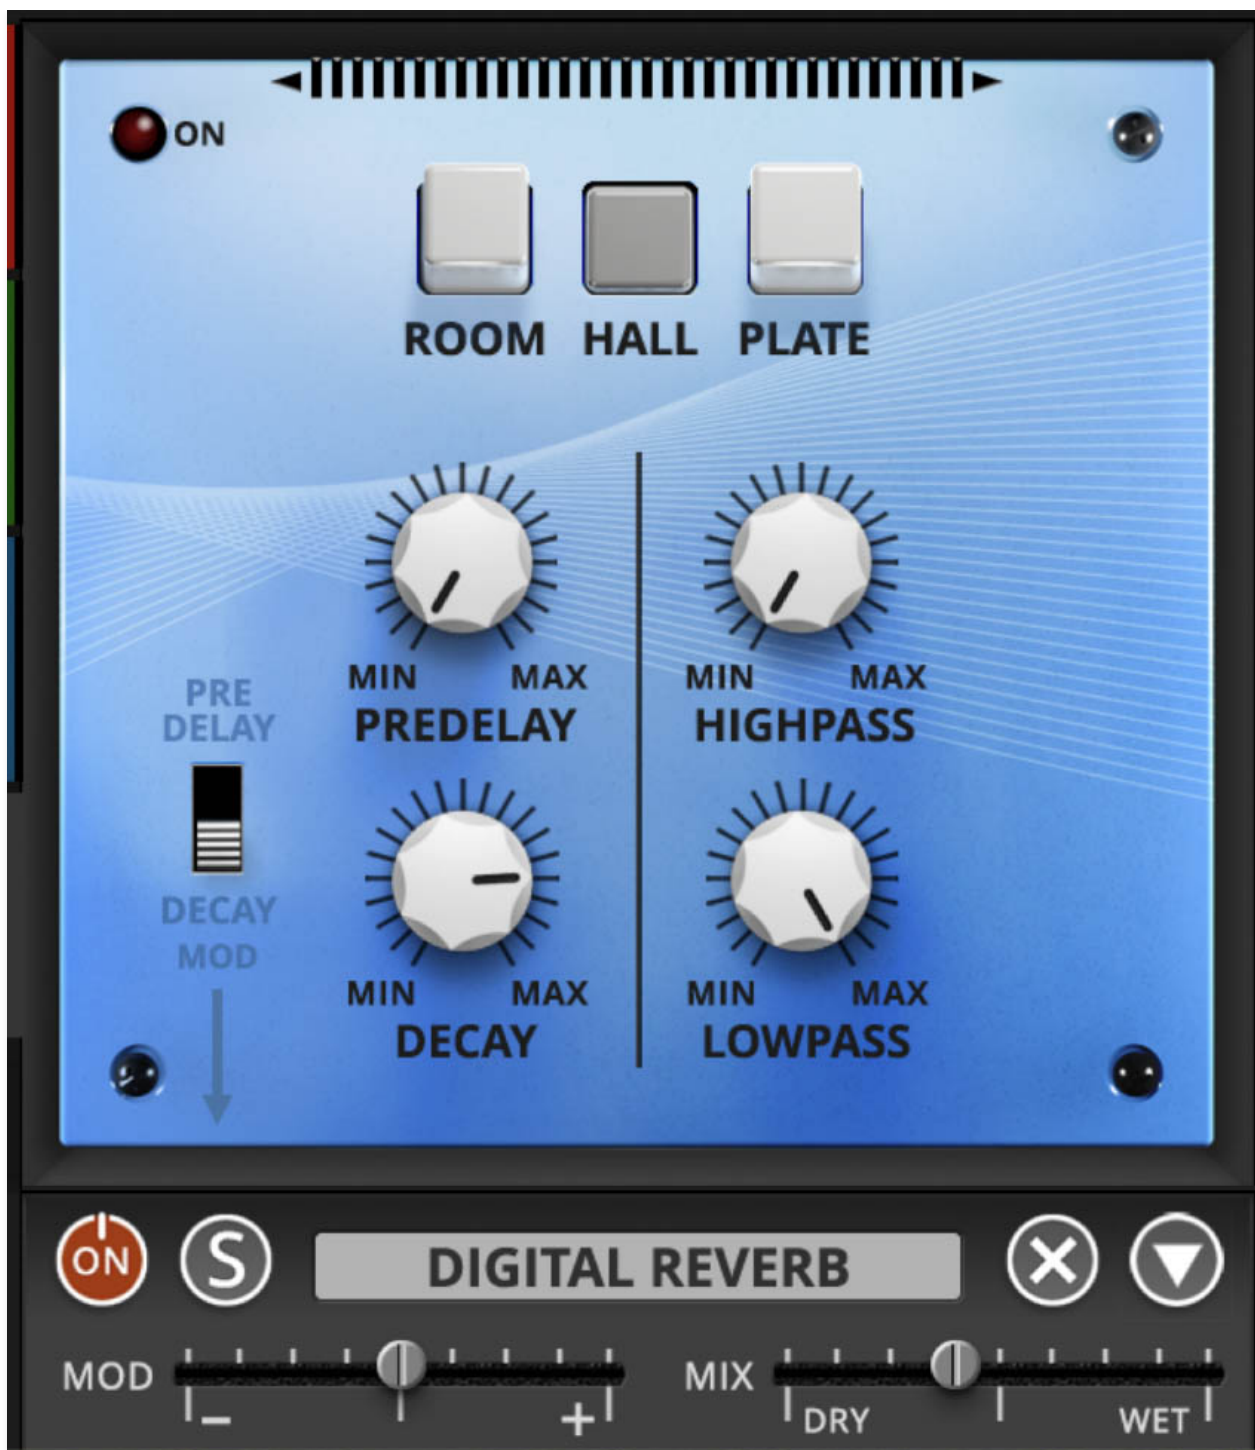 ON
ROOM HALL PLATE
MIN MAX MIN MAX
PREDELAY HIGHPASS
PRE
DELAY
DECAY
MOD
MIN MAX MIN MAX
DECAY LOWPASS
ON S DIGITAL REVERB
MOD - + MIX DRY WET